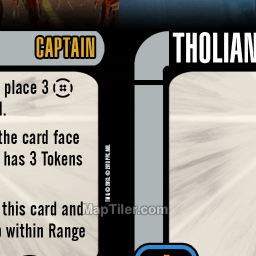 CAPTAIN
THOLIAN
place 3
the card face
has 3 Tokens
this card and
within Range
MapTiler.com